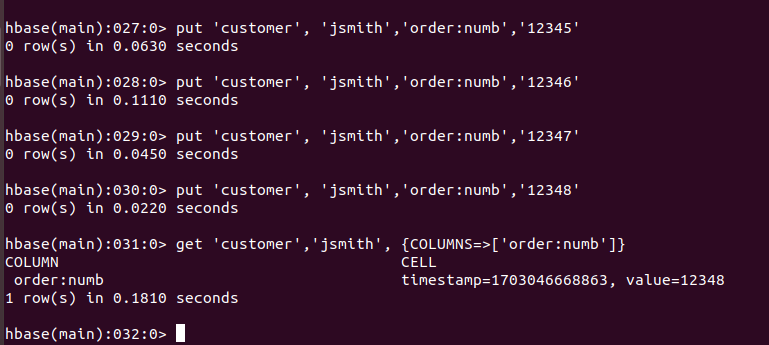 hbase(main):027:0> put 'customer', 'jsmith','order:numb','12345'
0 row(s) in 0.0630 seconds
hbase(main):028:0> put 'customer', 'jsmith','order:numb','12346'
0 row(s) in 0.1110 seconds
hbase(main):029:0> put 'customer', 'jsmith','order:numb','12347'
0 row(s) in 0.0450 seconds
hbase(main):030:0> put 'customer', 'jsmith','order:numb','12348'
0 row(s) in 0.0220 seconds
hbase(main):031:0> get 'customer','jsmith', {COLUMNS=>['order:numb']}
COLUMN CELL
order:numb timestamp=1703046668863, value=12348
1 row(s) in 0.1810 seconds
hbase(main):032:0>